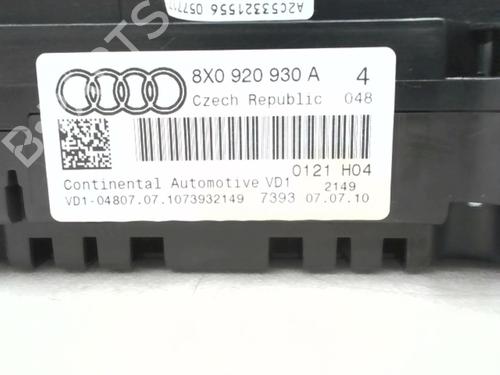 A2C53321556 0577
8X0 920 930 A 4
Czech Republic 048
0121 H04
Continental Automotive VD1 2149
VD1-04807.07.1073932149 7393 07.07.10